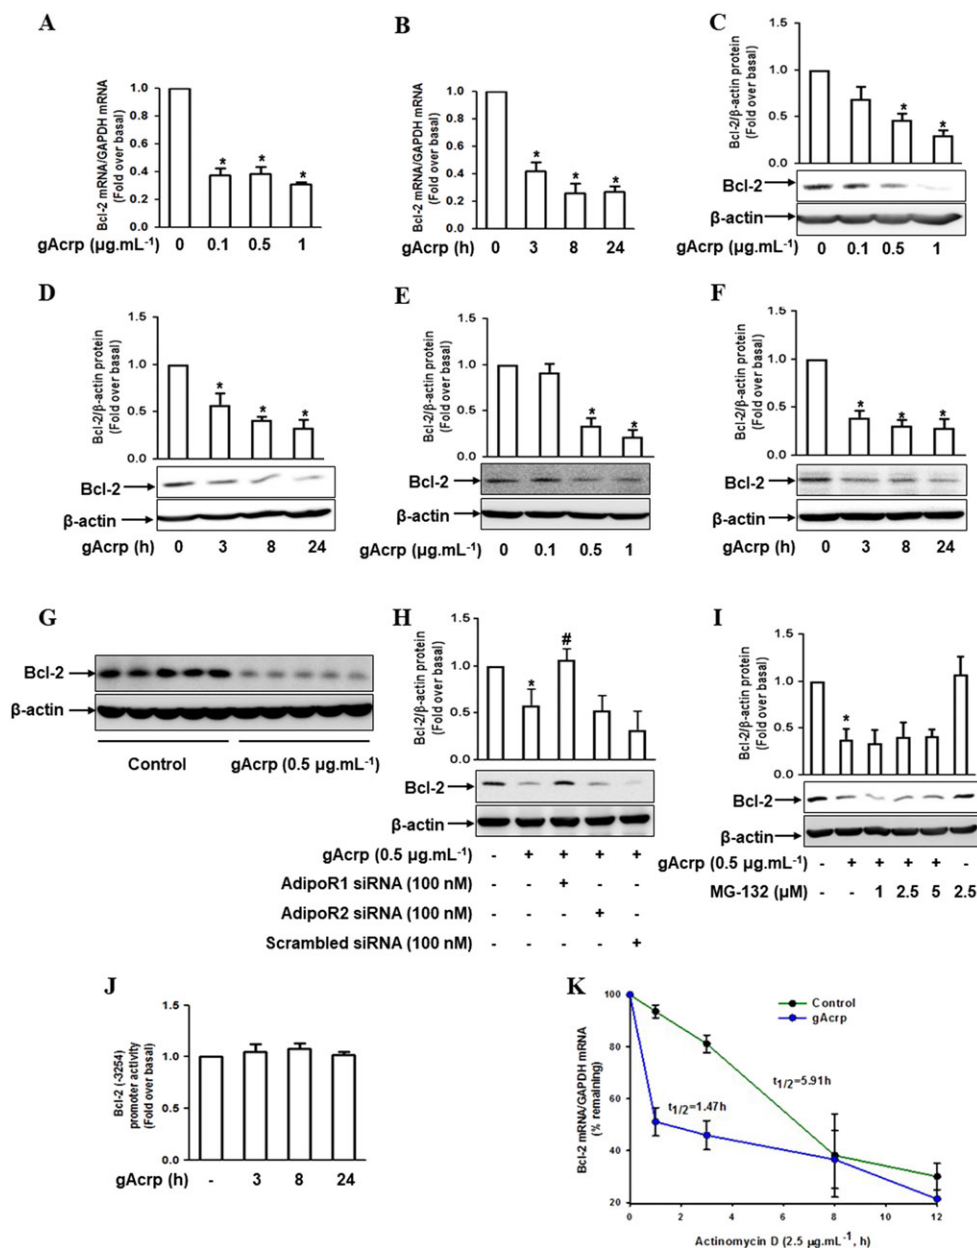 A
Bcl-2 mRNA/GAPDH mRNA
(Fold over basal)
1.0
0.8
0.6
0.4
0.2
0
* * *
gAcrp (µg.mL-1) 0 0.1 0.5 1
B
Bcl-2 mRNA/GAPDH mRNA
(Fold over basal)
1.0
0.8
0.6
0.4
0.2
0
* * *
gAcrp (h) 0 3 8 24
C
Bcl-2/β-actin protein
(Fold over basal)
1.5
1.0
0.5
0.0
* *
Bcl-2
β-actin
gAcrp (µg.mL-1) 0 0.1 0.5 1
D
Bcl-2/β-actin protein
(Fold over basal)
1.5
1.0
0.5
0.0
* * *
Bcl-2
β-actin
gAcrp (h) 0 3 8 24
E
Bcl-2/β-actin protein
(Fold over basal)
1.5
1.0
0.5
0.0
* *
Bcl-2
β-actin
gAcrp (µg.mL-1) 0 0.1 0.5 1
F
Bcl-2/β-actin protein
(Fold over basal)
1.5
1.0
0.5
0.0
* * *
Bcl-2
β-actin
gAcrp (h) 0 3 8 24
G
Bcl-2
β-actin
Control gAcrp (0.5 µg.mL-1)
H
Bcl-2/β-actin protein
(Fold over basal)
1.5
1.0
0.5
0.0
* #
Bcl-2
β-actin
gAcrp (0.5 µg.mL-1) - + + + +
AdipoR1 siRNA (100 nM) - - + - -
AdipoR2 siRNA (100 nM) - - - + -
Scrambled siRNA (100 nM) - - - - +
I
Bcl-2/β-actin protein
(Fold over basal)
1.5
1.0
0.5
0.0
*
Bcl-2
β-actin
gAcrp (0.5 µg.mL-1) - + + + + -
MG-132 (µM) - - 1 2.5 5 2.5
J
Bcl-2 (-3254)
promoter activity
(Fold over basal)
1.5
1.0
0.5
0.0
gAcrp (h) - 3 8 24
K
Bcl-2 mRNA/GAPDH mRNA
(% remaining)
100
80
60
40
20
Control
gAcrp
t1/2=5.91h
t1/2=1.47h
0 2 4 6 8 10 12
Actinomycin D (2.5 µg.mL-1, h)